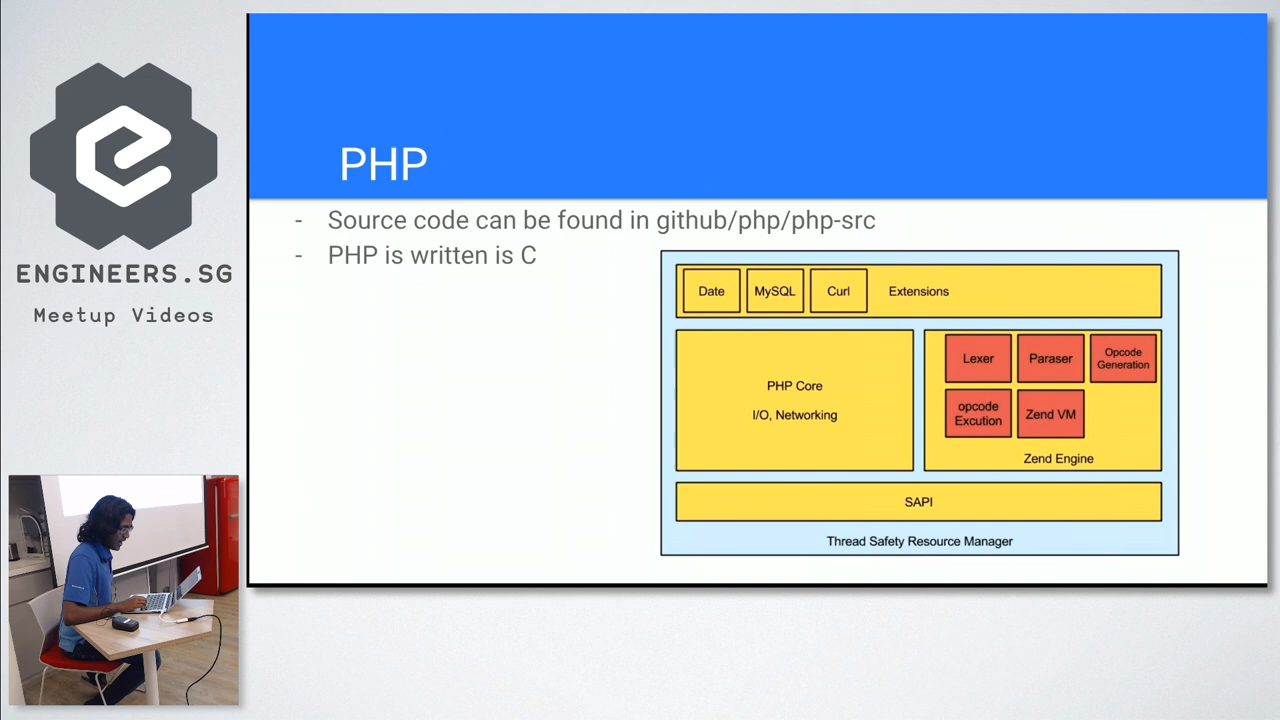 ENGINEERS.SG
Meetup Videos
PHP
- Source code can be found in github/php/php-src
- PHP is written is C
Date
MySQL
Curl
Extensions
PHP Core
I/O, Networking
Lexer
Paraser
Opcode
Generation
opcode
Excution
Zend VM
Zend Engine
SAPI
Thread Safety Resource Manager